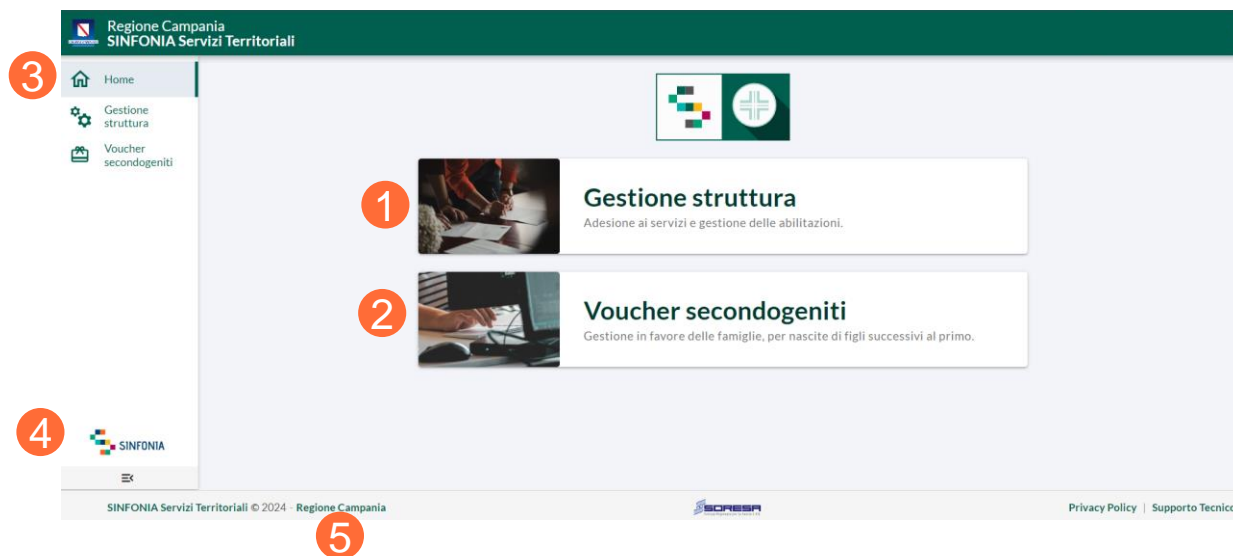 Regione Campania
SINFONIA Servizi Territoriali
3
Home
Gestione
struttura
Voucher
secondogeniti
1
Gestione struttura
Adesione ai servizi e gestione delle abilitazioni.
2
Voucher secondogeniti
Gestione in favore delle famiglie, per nascite di figli successivi al primo.
4
SINFONIA
SINFONIA Servizi Territoriali © 2024 - Regione Campania
SORESA
Privacy Policy | Supporto Tecnico
5